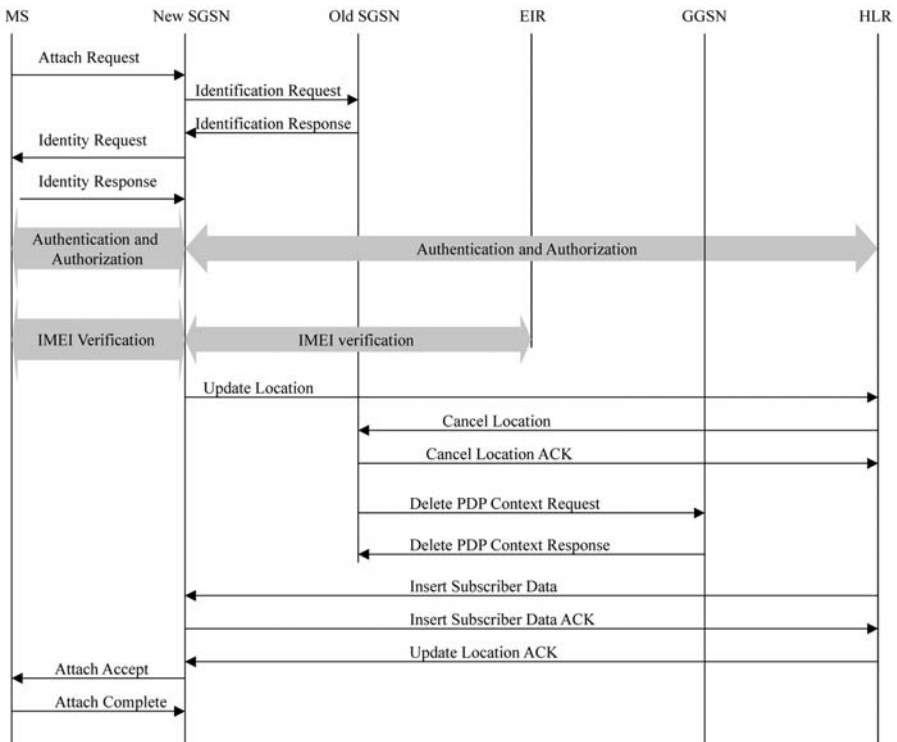 MS
New SGSN
Old SGSN
EIR
GGSN
HLR
Attach Request
Identification Request
Identification Response
Identity Request
Identity Response
Authentication and
Authorization
Authentication and Authorization
IMEI Verification
IMEI verification
Update Location
Cancel Location
Cancel Location ACK
Delete PDP Context Request
Delete PDP Context Response
Insert Subscriber Data
Insert Subscriber Data ACK
Update Location ACK
Attach Accept
Attach Complete